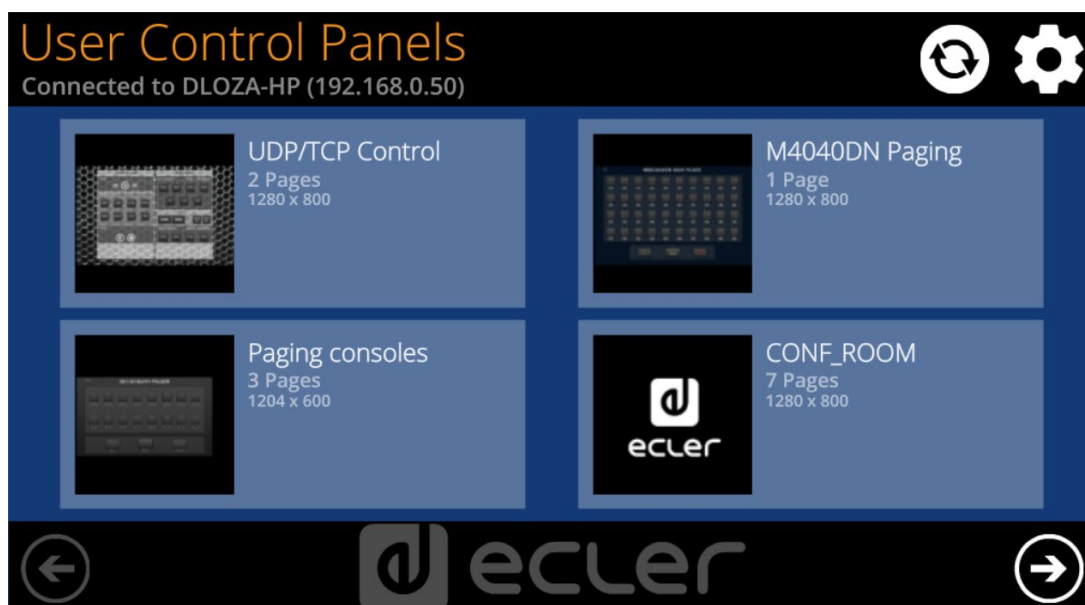 User Control Panels
Connected to DLOZA-HP (192.168.0.50)
UDP/TCP Control
2 Pages
1280 x 800
M4040DN Paging
1 Page
1280 x 800
Paging consoles
3 Pages
1204 x 600
CONF_ROOM
7 Pages
1280 x 800
ecler
ecler